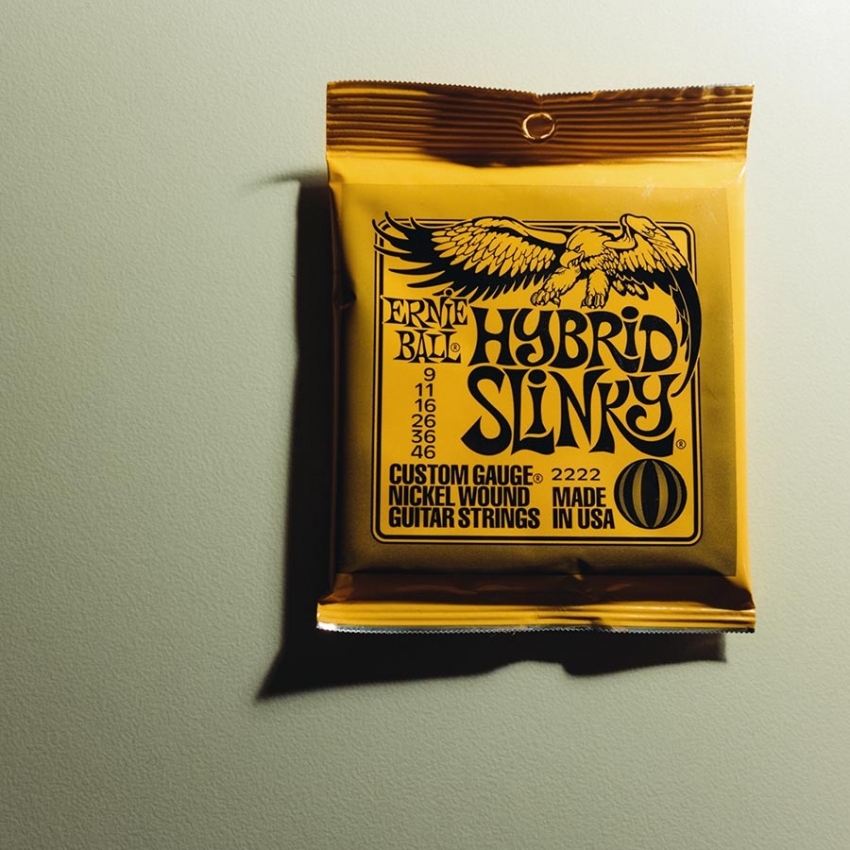 ERNiE
BALL®
HYBRiD
SLiNKY®
9
11
16
26
36
46
CUSTOM GAUGE®
NICKEL WOUND
GUITAR STRINGS
2222
MADE
IN USA